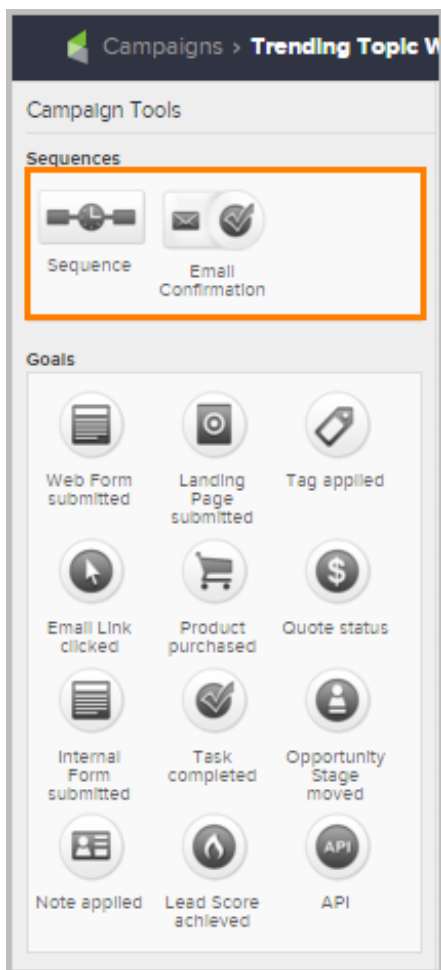 Campaigns › Trending Topic W
Campaign Tools
Sequences
Sequence
Email
Confirmation
Goals
Web Form
submitted
Landing
Page
submitted
Tag applied
Email Link
clicked
Product
purchased
$
Quote status
Internal
Form
submitted
Task
completed
Opportunity
Stage
moved
Note applied
Lead Score
achieved
API
API